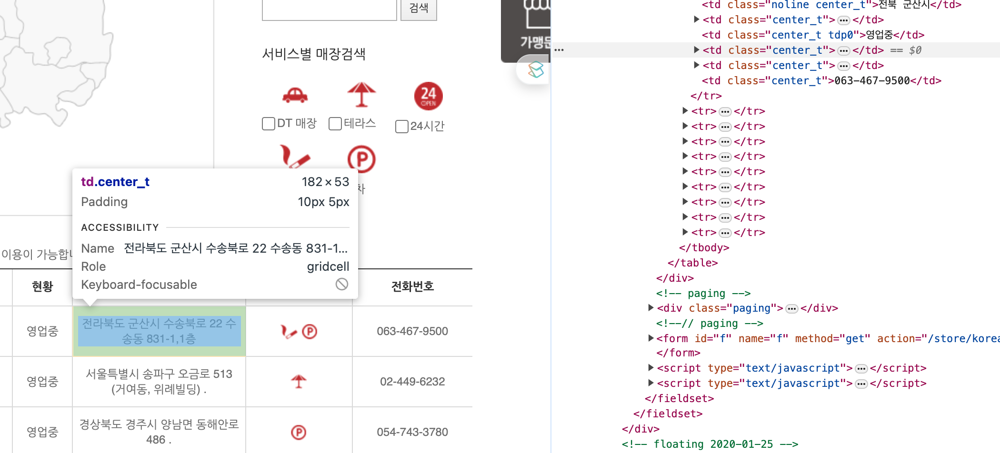 검색
서비스별 매장검색
24
OPEN
DT 매장
테라스
24시간
P
차
가맹문
td.center_t 182 × 53
Padding 10px 5px
ACCESSIBILITY
Name 전라북도 군산시 수송북로 22 수송동 831-1...
Role gridcell
Keyboard-focusable
이용이 가능합니
현황 전화번호
영업중 전라북도 군산시 수송북로 22 수
송동 831-1,1층 P 063-467-9500
영업중 서울특별시 송파구 오금로 513
(거여동, 위례빌딩) . 02-449-6232
영업중 경상북도 경주시 양남면 동해안로
486 . P 054-743-3780
<td class="noline center_t">전북 군산시</td>
▶<td class="center_t">…</td>
<td class="center_t tdp0">영업중</td>
… ▶<td class="center_t">…</td> == $0
▶<td class="center_t">…</td>
<td class="center_t">063-467-9500</td>
</tr>
▶<tr>…</tr>
▶<tr>…</tr>
▶<tr>…</tr>
▶<tr>…</tr>
▶<tr>…</tr>
▶<tr>…</tr>
▶<tr>…</tr>
▶<tr>…</tr>
▶<tr>…</tr>
</tbody>
</table>
</div>
<!-- paging -->
▶<div class="paging">…</div>
<!--// paging -->
▶<form id="f" name="f" method="get" action="/store/korea
</form>
▶<script type="text/javascript">…</script>
▶<script type="text/javascript">…</script>
</fieldset>
</fieldset>
</div>
<!-- floating 2020-01-25 -->